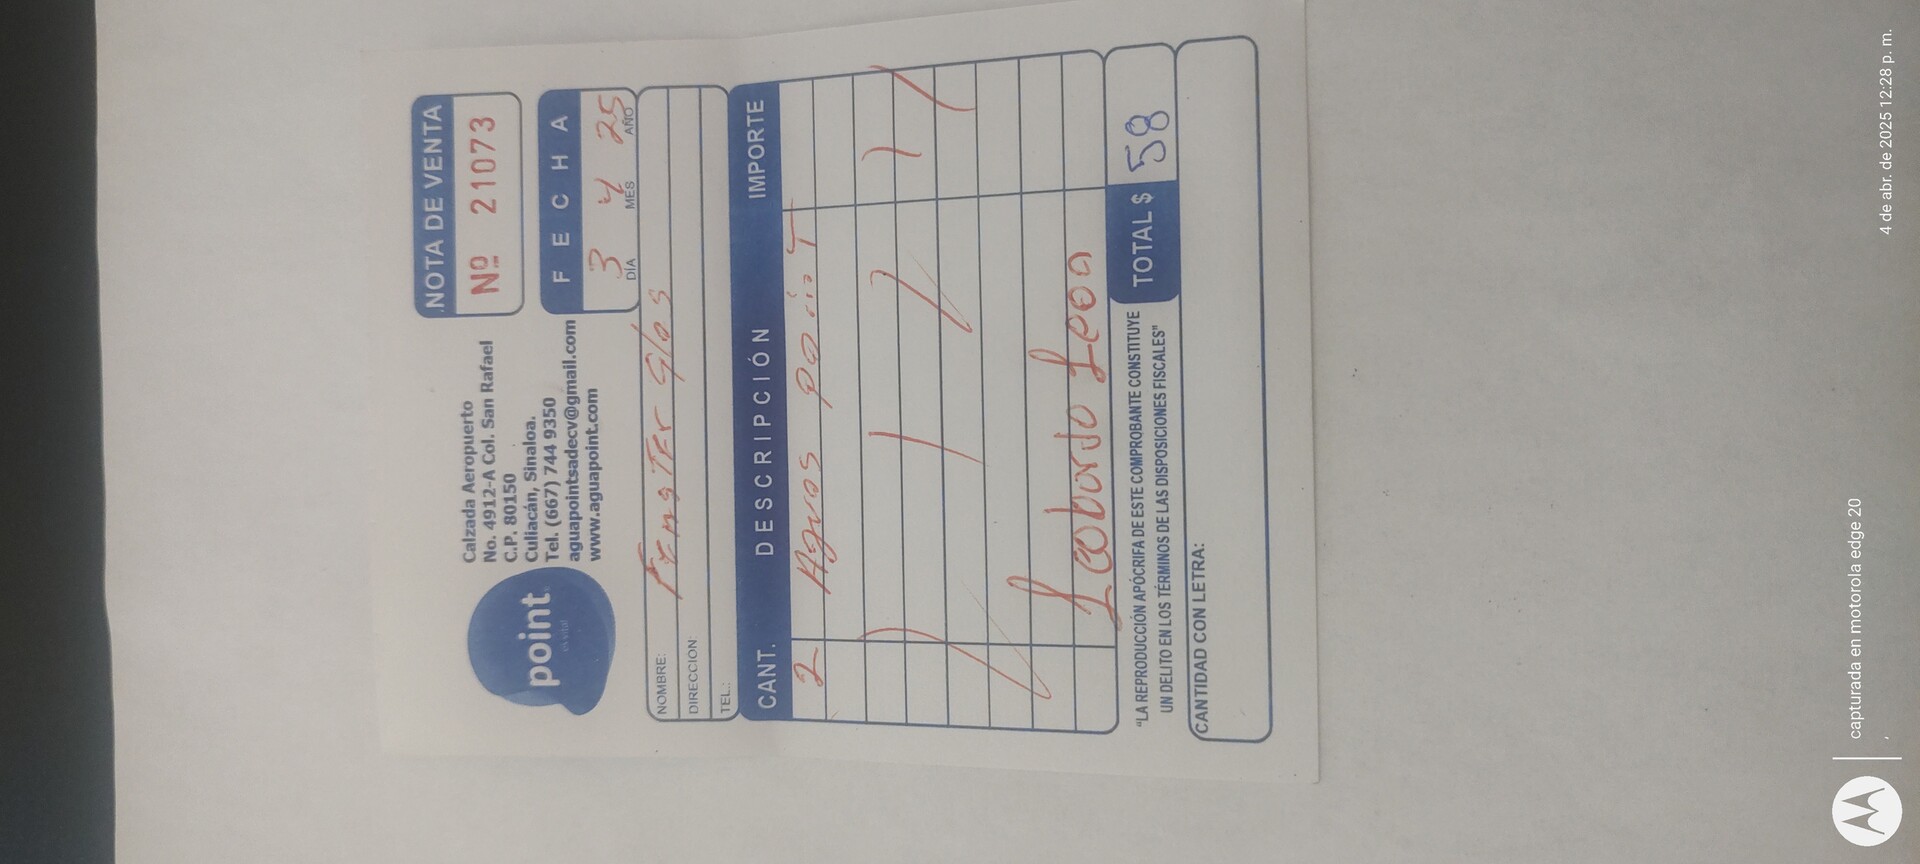 point
es vital
Calzada Aeropuerto
No. 4912-A Col. San Rafael
C.P. 80150
Culiacán, Sinaloa.
Tel. (667) 744 9350
aguapointsadecv@gmail.com
www.aguapoint.com
NOTA DE VENTA
Nº 21073
FECHA
3 4 25
DÍA MES AÑO
NOMBRE:
DIRECCIÓN:
TEL.:
CANT. DESCRIPCIÓN IMPORTE
2 Aguas point
Leobardo Leon
"LA REPRODUCCIÓN APÓCRIFA DE ESTE COMPROBANTE CONSTITUYE
UN DELITO EN LOS TÉRMINOS DE LAS DISPOSICIONES FISCALES"
TOTAL $ 58
CANTIDAD CON LETRA:
capturada en motorola edge 20
4 de abr. de 2025 12:28 p. m.